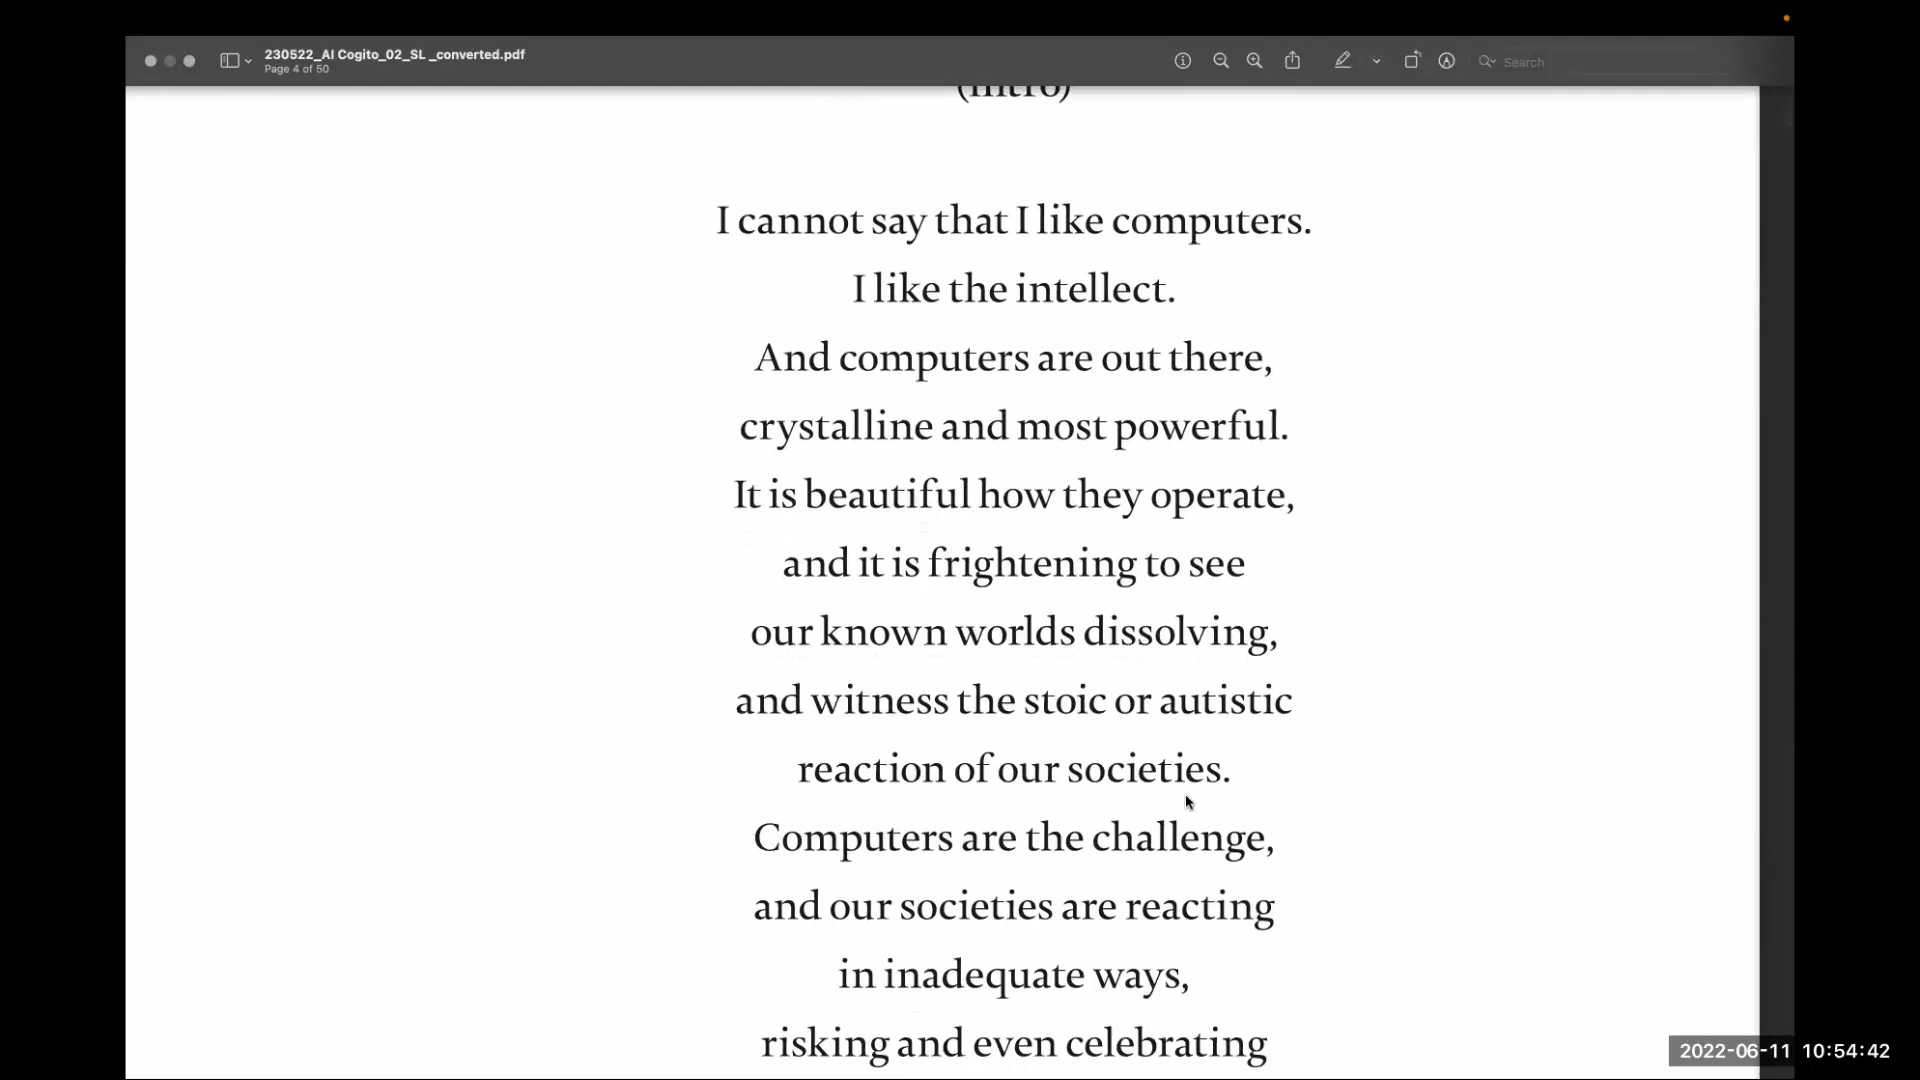 230522_AI Cogito_02_SL _converted.pdf
Page 4 of 50
Search
(Intro)
I cannot say that I like computers.
I like the intellect.
And computers are out there,
crystalline and most powerful.
It is beautiful how they operate,
and it is frightening to see
our known worlds dissolving,
and witness the stoic or autistic
reaction of our societies.
Computers are the challenge,
and our societies are reacting
in inadequate ways,
risking and even celebrating
2022-06-11 10:54:42